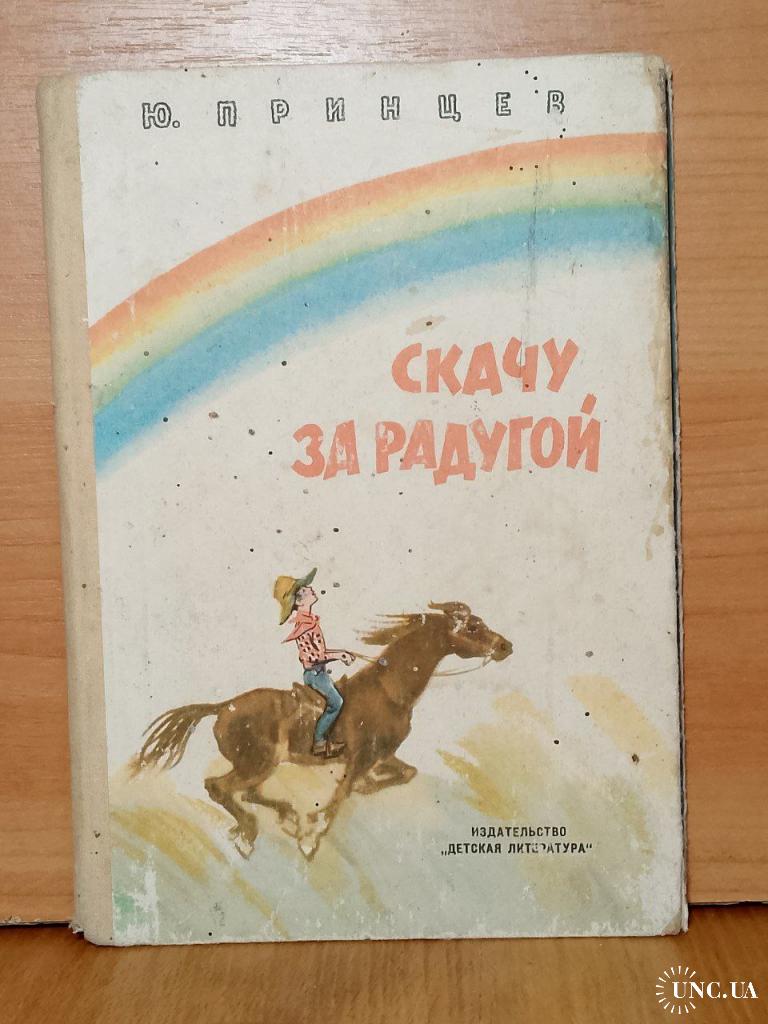 Ю. ПРИНЦЕВ
СКАЧУ
ЗА РАДУГОЙ
ИЗДАТЕЛЬСТВО
„ДЕТСКАЯ ЛИТЕРАТУРА“
UNC.UA